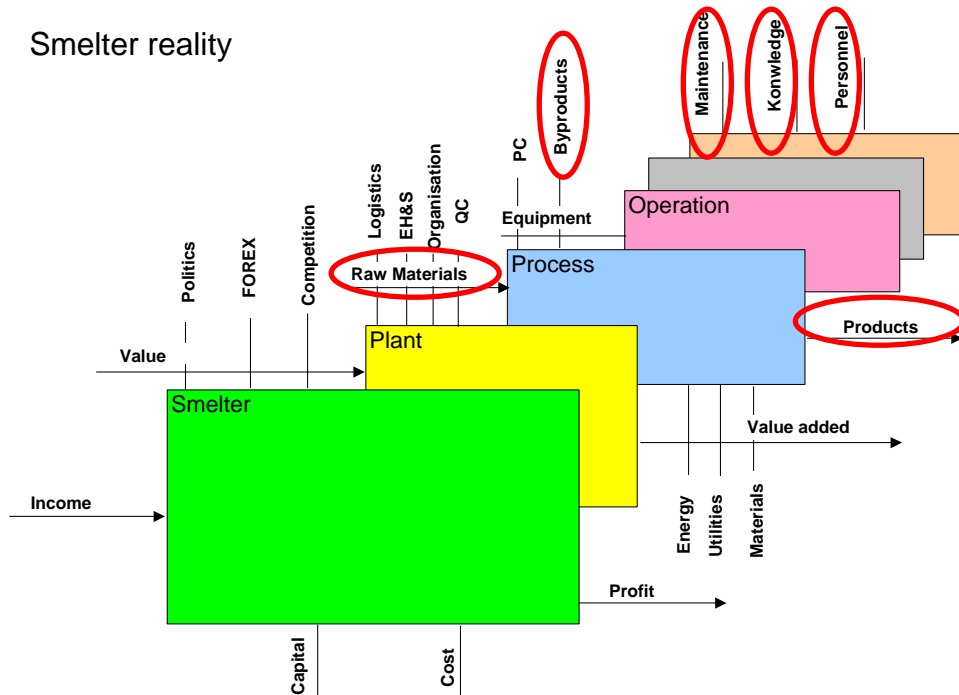 Smelter reality
Maintenance
Konwledge
Personnel
Byproducts
PC
Logistics
EH&S
Organisation
QC
Equipment
Operation
Politics
FOREX
Competition
Raw Materials
Process
Products
Value
Plant
Smelter
Value added
Income
Energy
Utilities
Materials
Profit
Capital
Cost